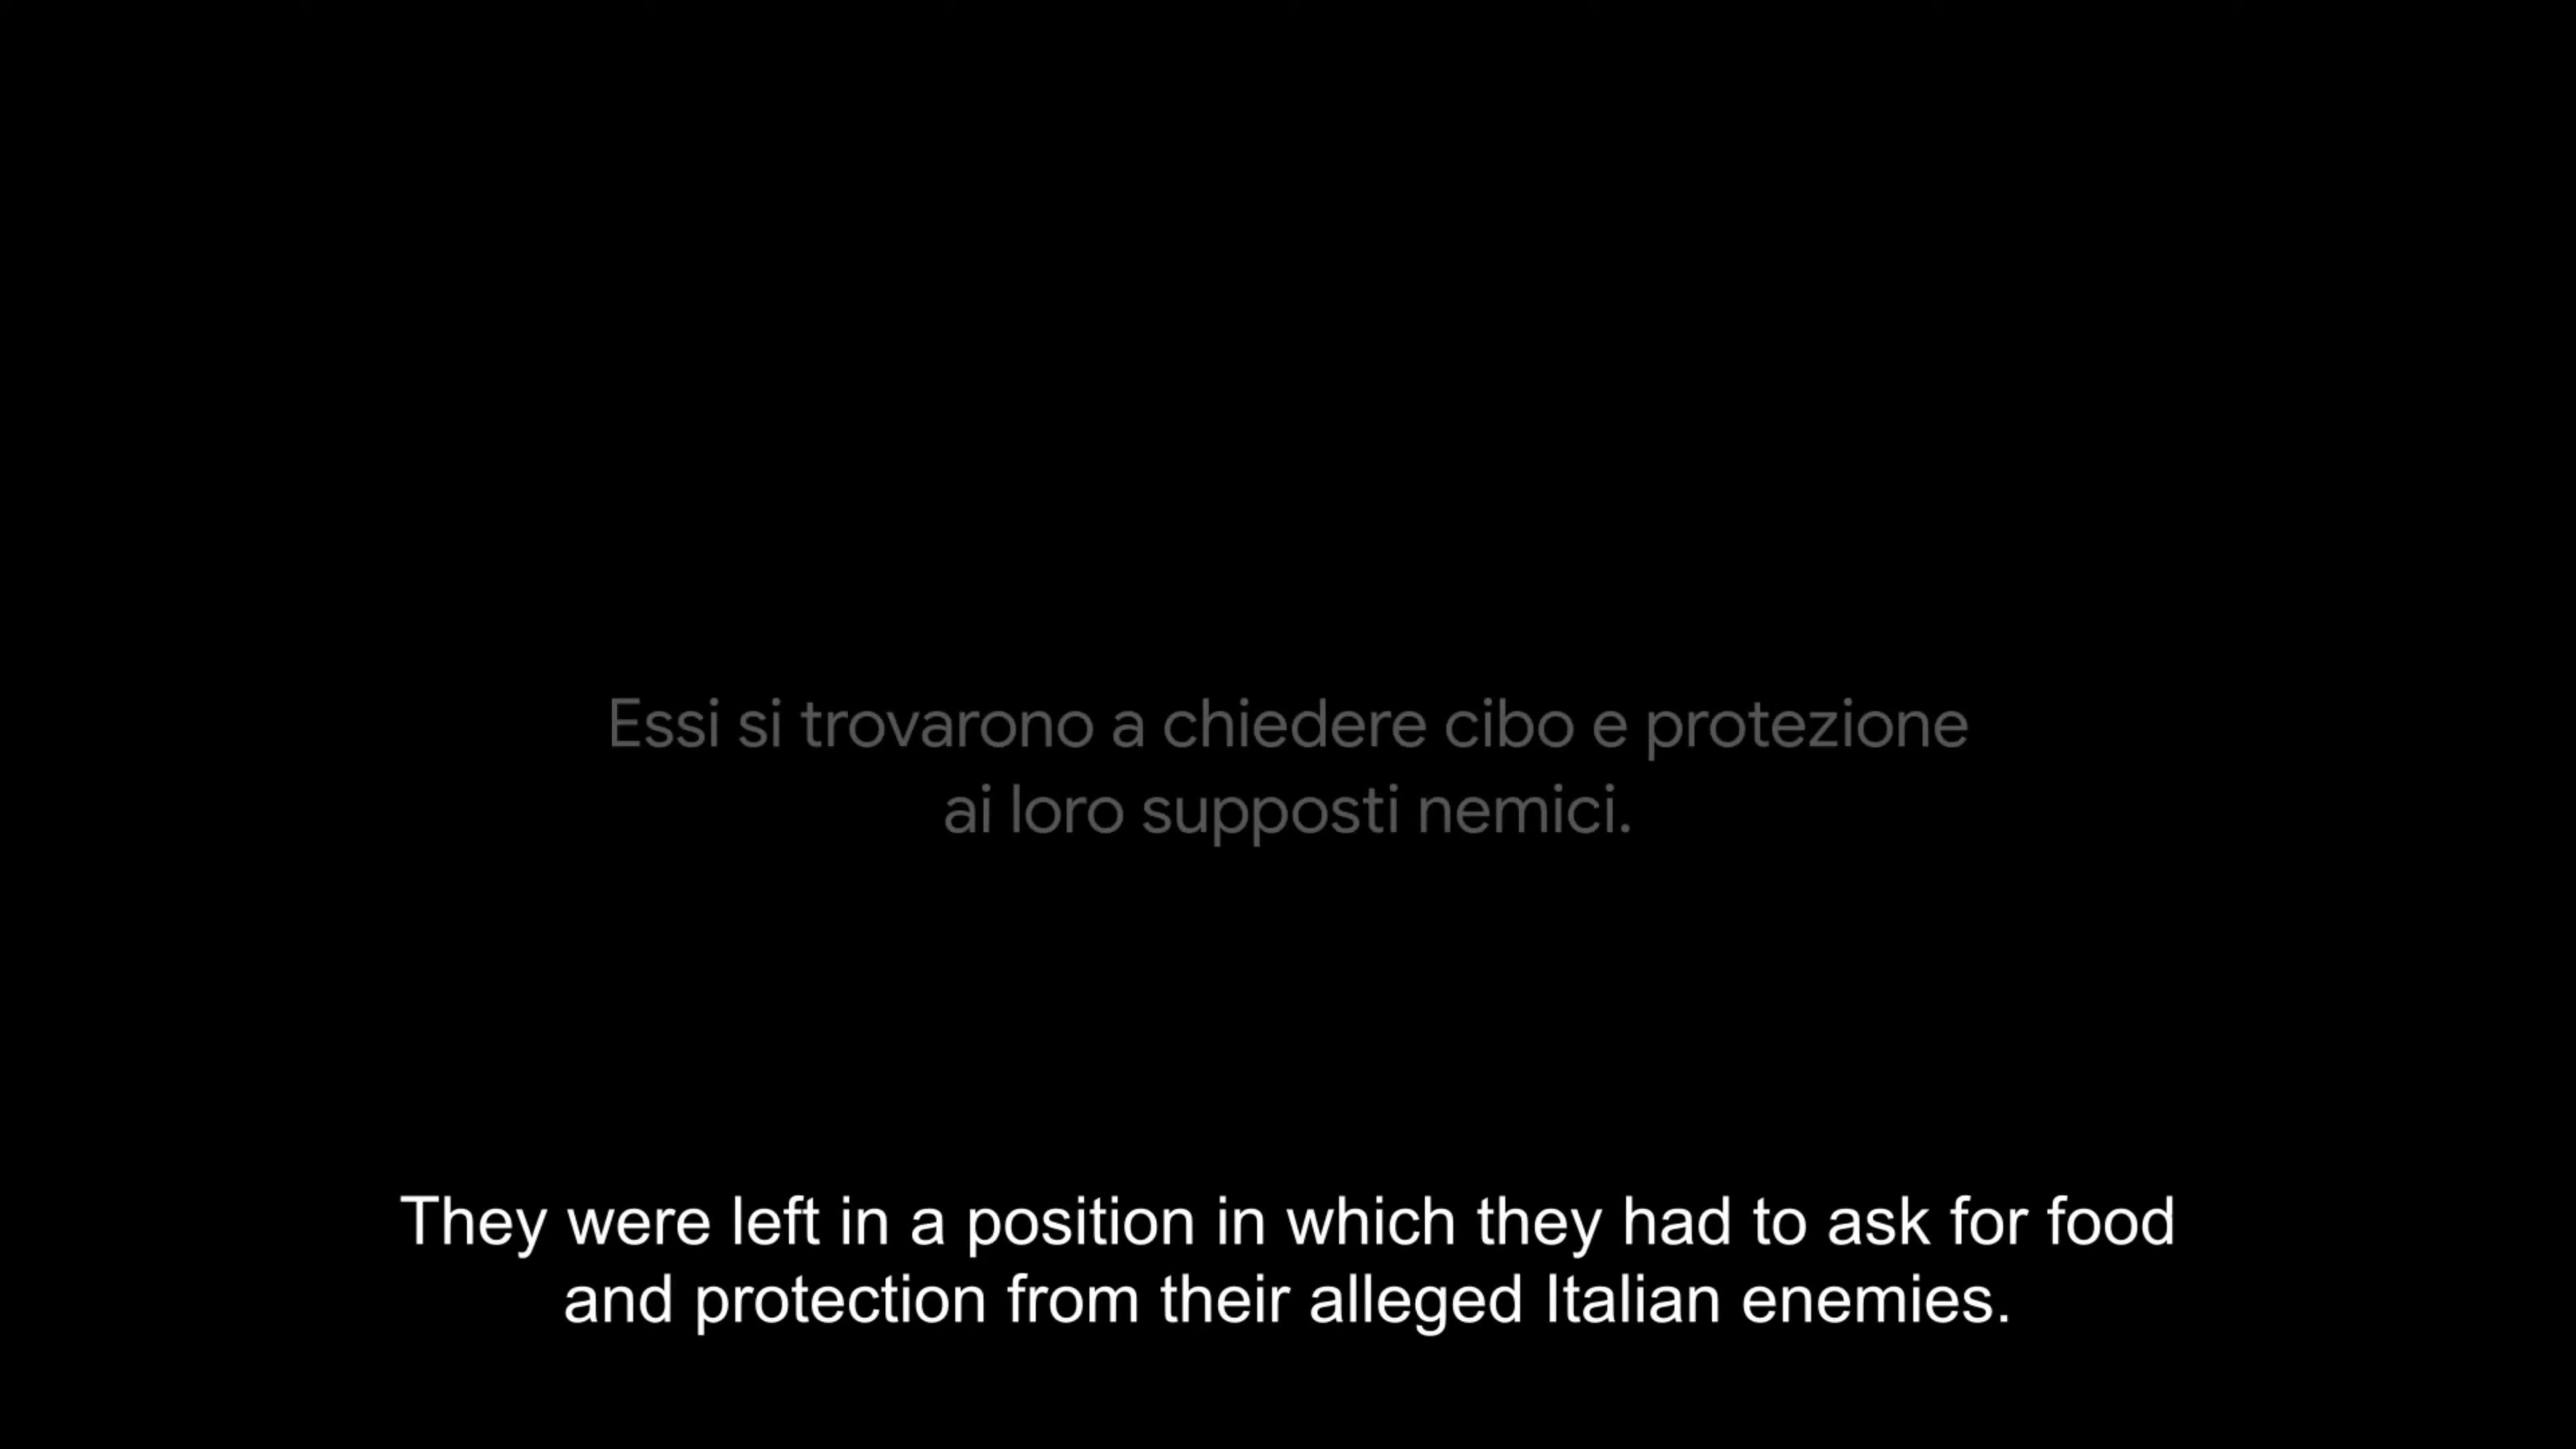 Essi si trovarono a chiedere cibo e protezione
ai loro supposti nemici.
They were left in a position in which they had to ask for food
and protection from their alleged Italian enemies.